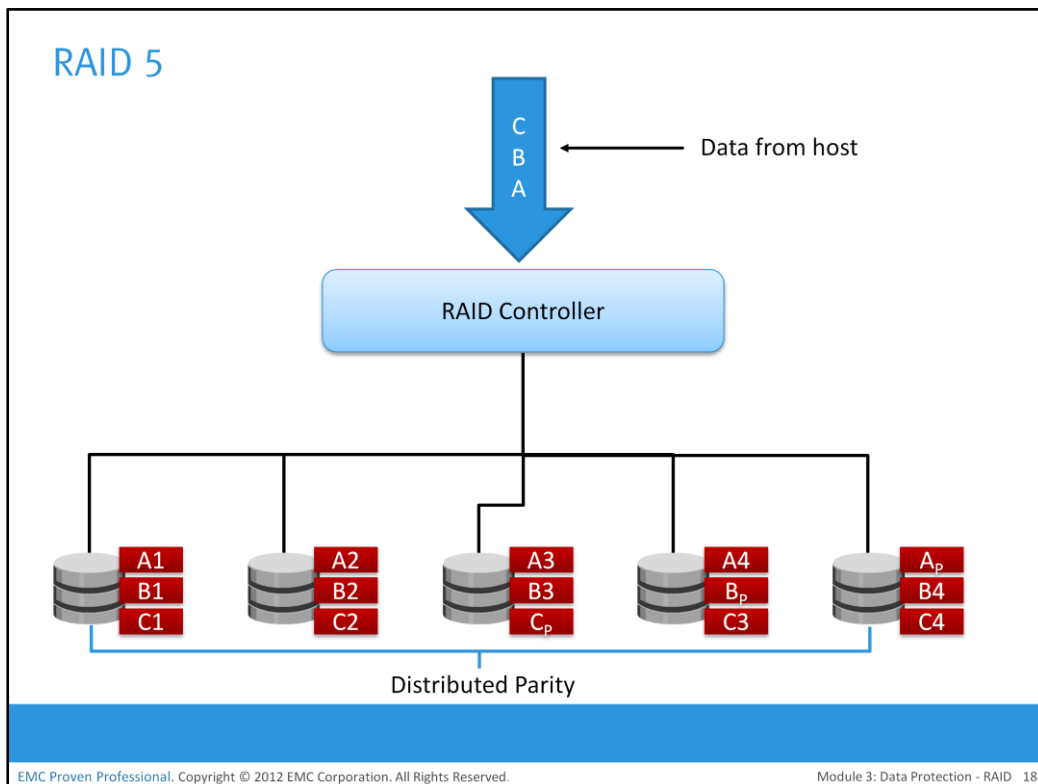 RAID 5
C
B
A
Data from host
RAID Controller
A1
B1
C1
A2
B2
C2
A3
B3
Cₚ
A4
Bₚ
C3
Aₚ
B4
C4
Distributed Parity
EMC Proven Professional. Copyright © 2012 EMC Corporation. All Rights Reserved.
Module 3: Data Protection - RAID 18